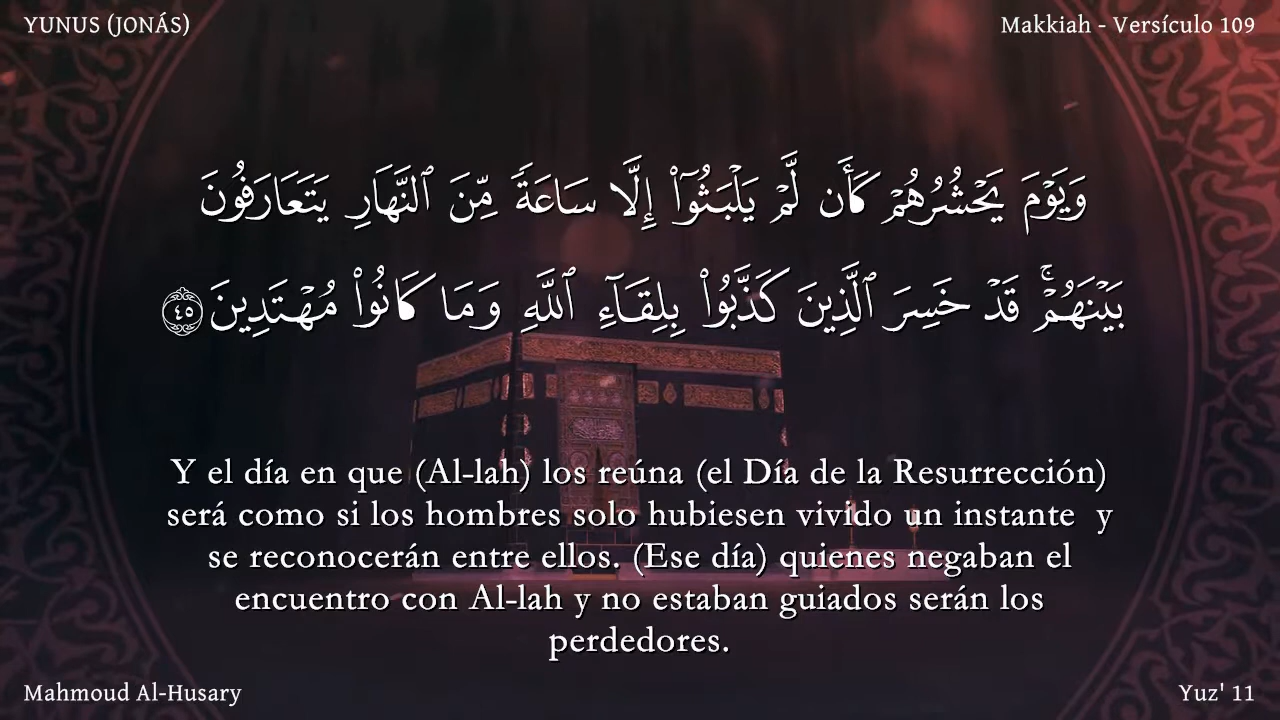 YUNUS (JONÁS)
Makkiah - Versículo 109
وَيَوْمَ يَحْشُرُهُمْ كَأَن لَّمْ يَلْبَثُوٓا۟ إِلَّا سَاعَةً مِّنَ ٱلنَّهَارِ يَتَعَارَفُونَ
بَيْنَهُمْ ۚ قَدْ خَسِرَ ٱلَّذِينَ كَذَّبُوا۟ بِلِقَآءِ ٱللَّهِ وَمَا كَانُوا۟ مُهْتَدِينَ ٤٥
Y el día en que (Al-lah) los reúna (el Día de la Resurrección)
será como si los hombres solo hubiesen vivido un instante  y
se reconocerán entre ellos. (Ese día) quienes negaban el
encuentro con Al-lah y no estaban guiados serán los
perdedores.
Mahmoud Al-Husary
Yuz' 11